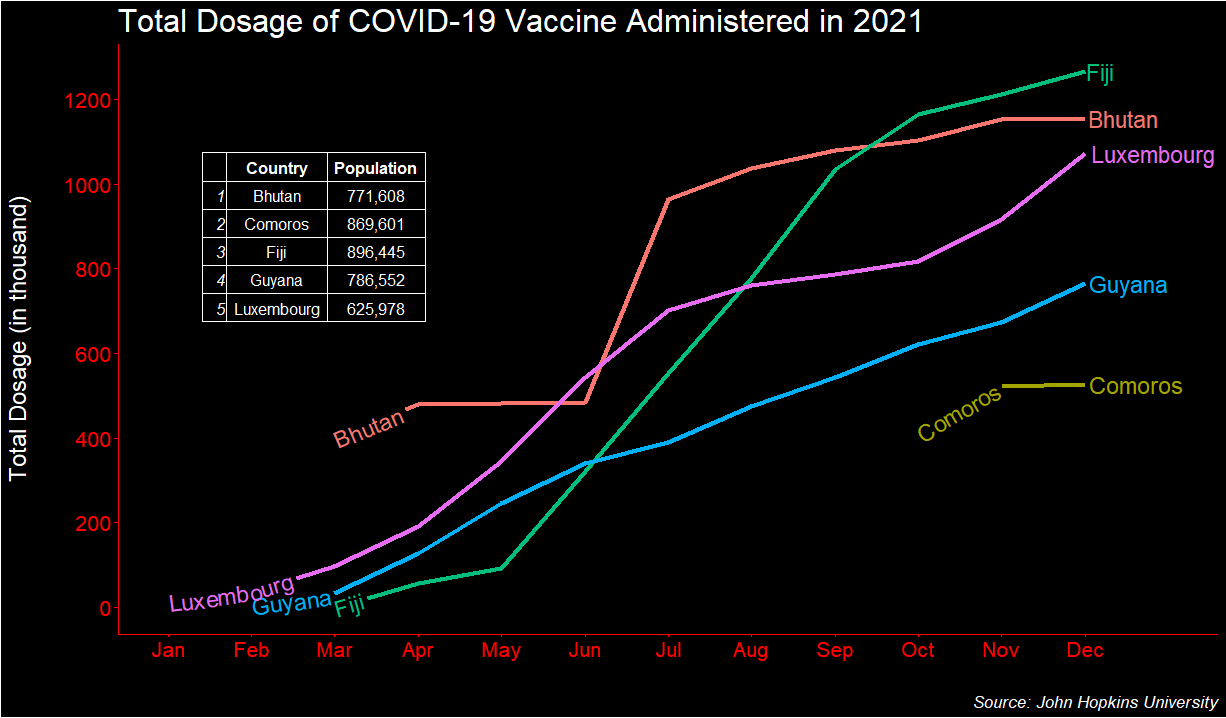 Total Dosage of COVID-19 Vaccine Administered in 2021
Total Dosage (in thousand)
1200
1000
800
600
400
200
0
Country Population
1 Bhutan 771,608
2 Comoros 869,601
3 Fiji 896,445
4 Guyana 786,552
5 Luxembourg 625,978
Fiji
Bhutan
Luxembourg
Guyana
Comoros
Bhutan
Comoros
Luxembourg
Guyana
Fiji
Jan Feb Mar Apr May Jun Jul Aug Sep Oct Nov Dec
Source: John Hopkins University